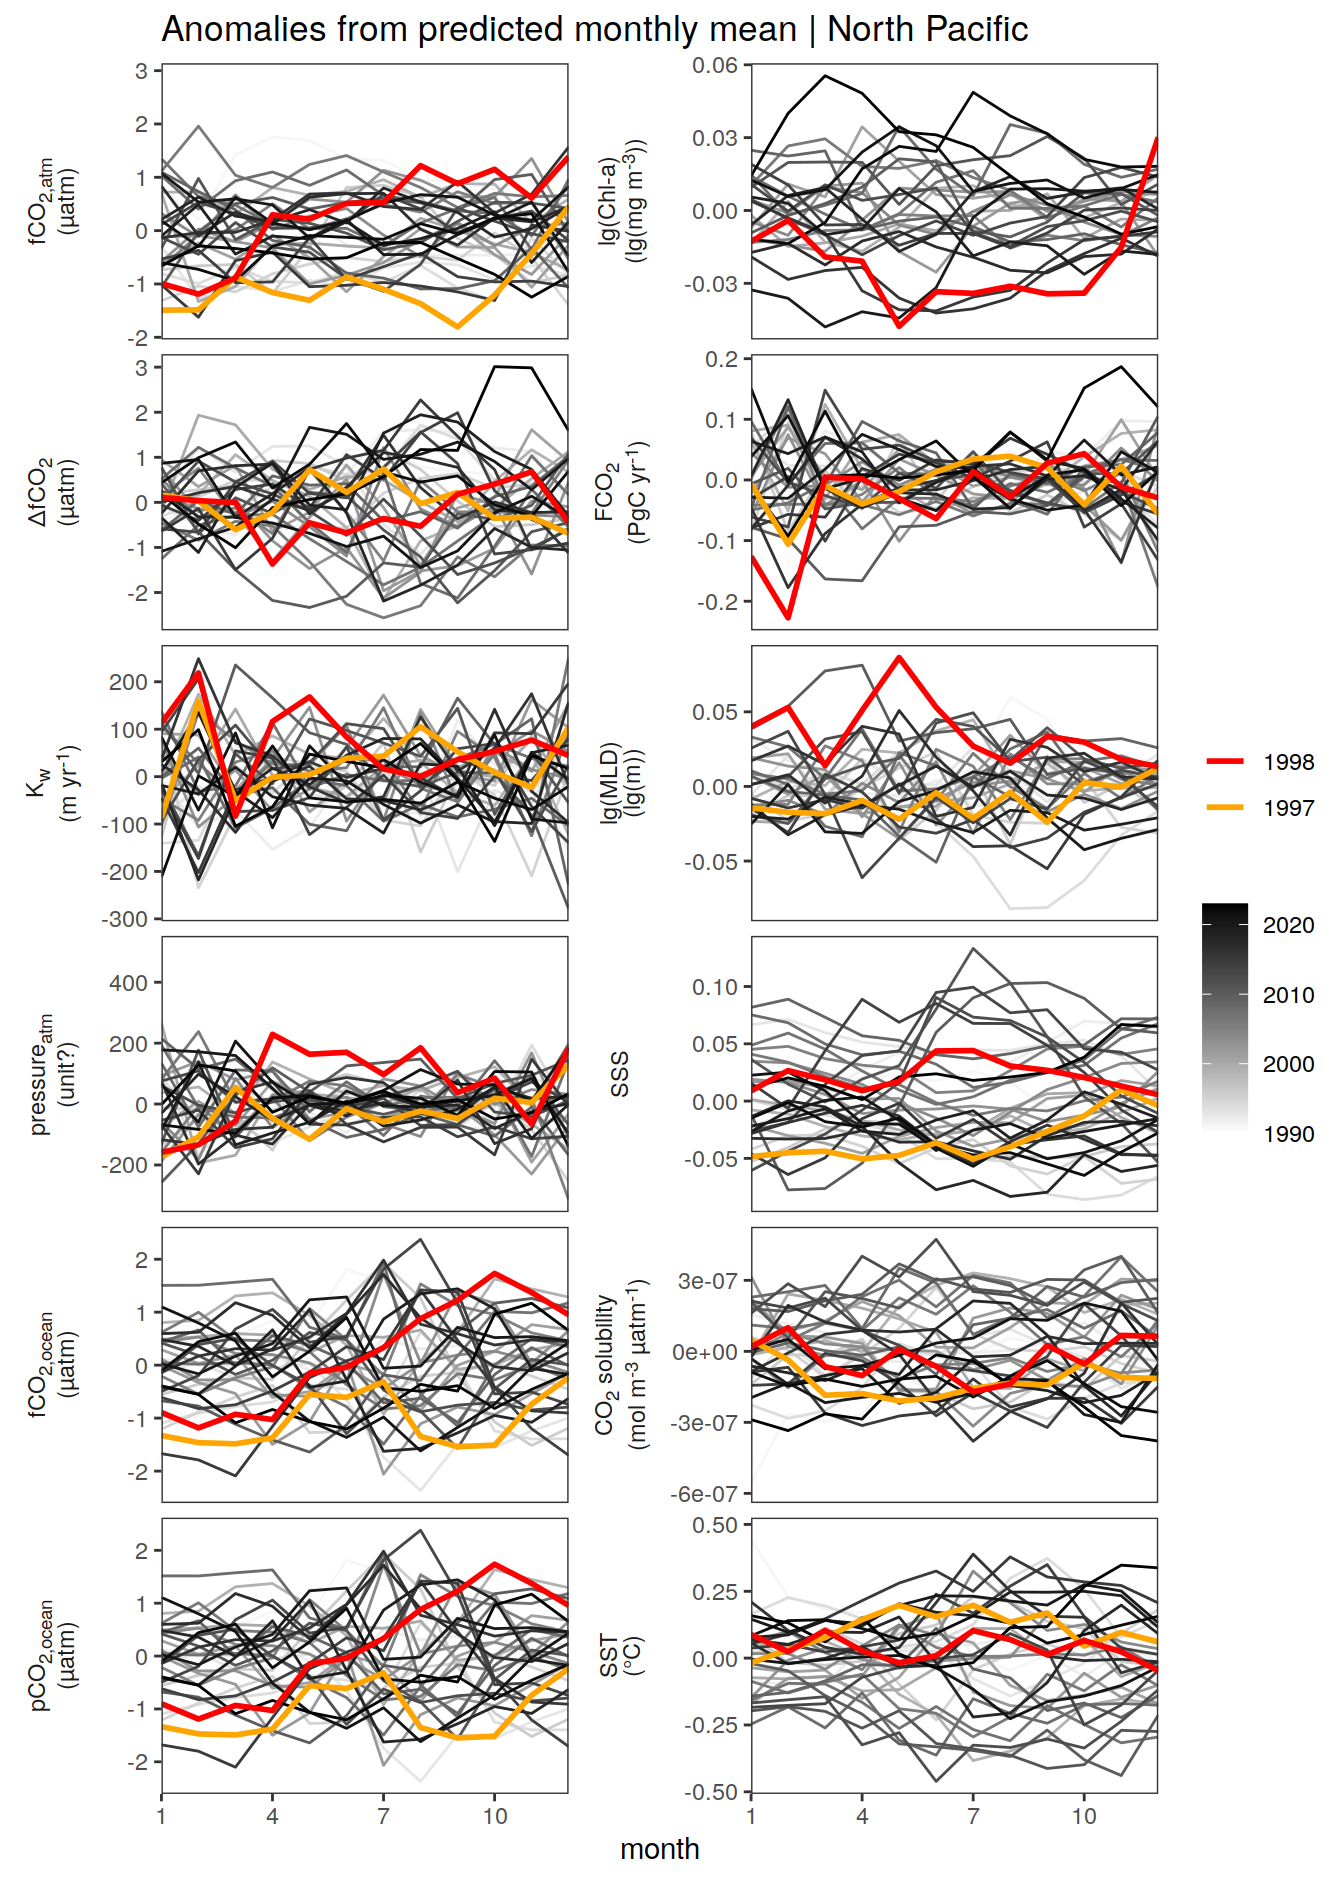 Anomalies from predicted monthly mean | North Pacific
fCO2,atm
(µatm)
3
2
1
0
-1
-2
lg(Chl-a)
(lg(mg m-3))
0.06
0.03
0.00
-0.03
ΔfCO2
(µatm)
3
2
1
0
-1
-2
FCO2
(PgC yr-1)
0.2
0.1
0.0
-0.1
-0.2
Kw
(m yr-1)
200
100
0
-100
-200
-300
lg(MLD)
(lg(m))
0.05
0.00
-0.05
pressureatm
(unit?)
400
200
0
-200
SSS
0.10
0.05
0.00
-0.05
fCO2,ocean
(µatm)
2
1
0
-1
-2
CO2 solubility
(mol m-3 µatm-1)
3e-07
0e+00
-3e-07
-6e-07
pCO2,ocean
(µatm)
2
1
0
-1
-2
SST
(°C)
0.50
0.25
0.00
-0.25
-0.50
1 4 7 10
1 4 7 10
month
1998
1997
2020
2010
2000
1990